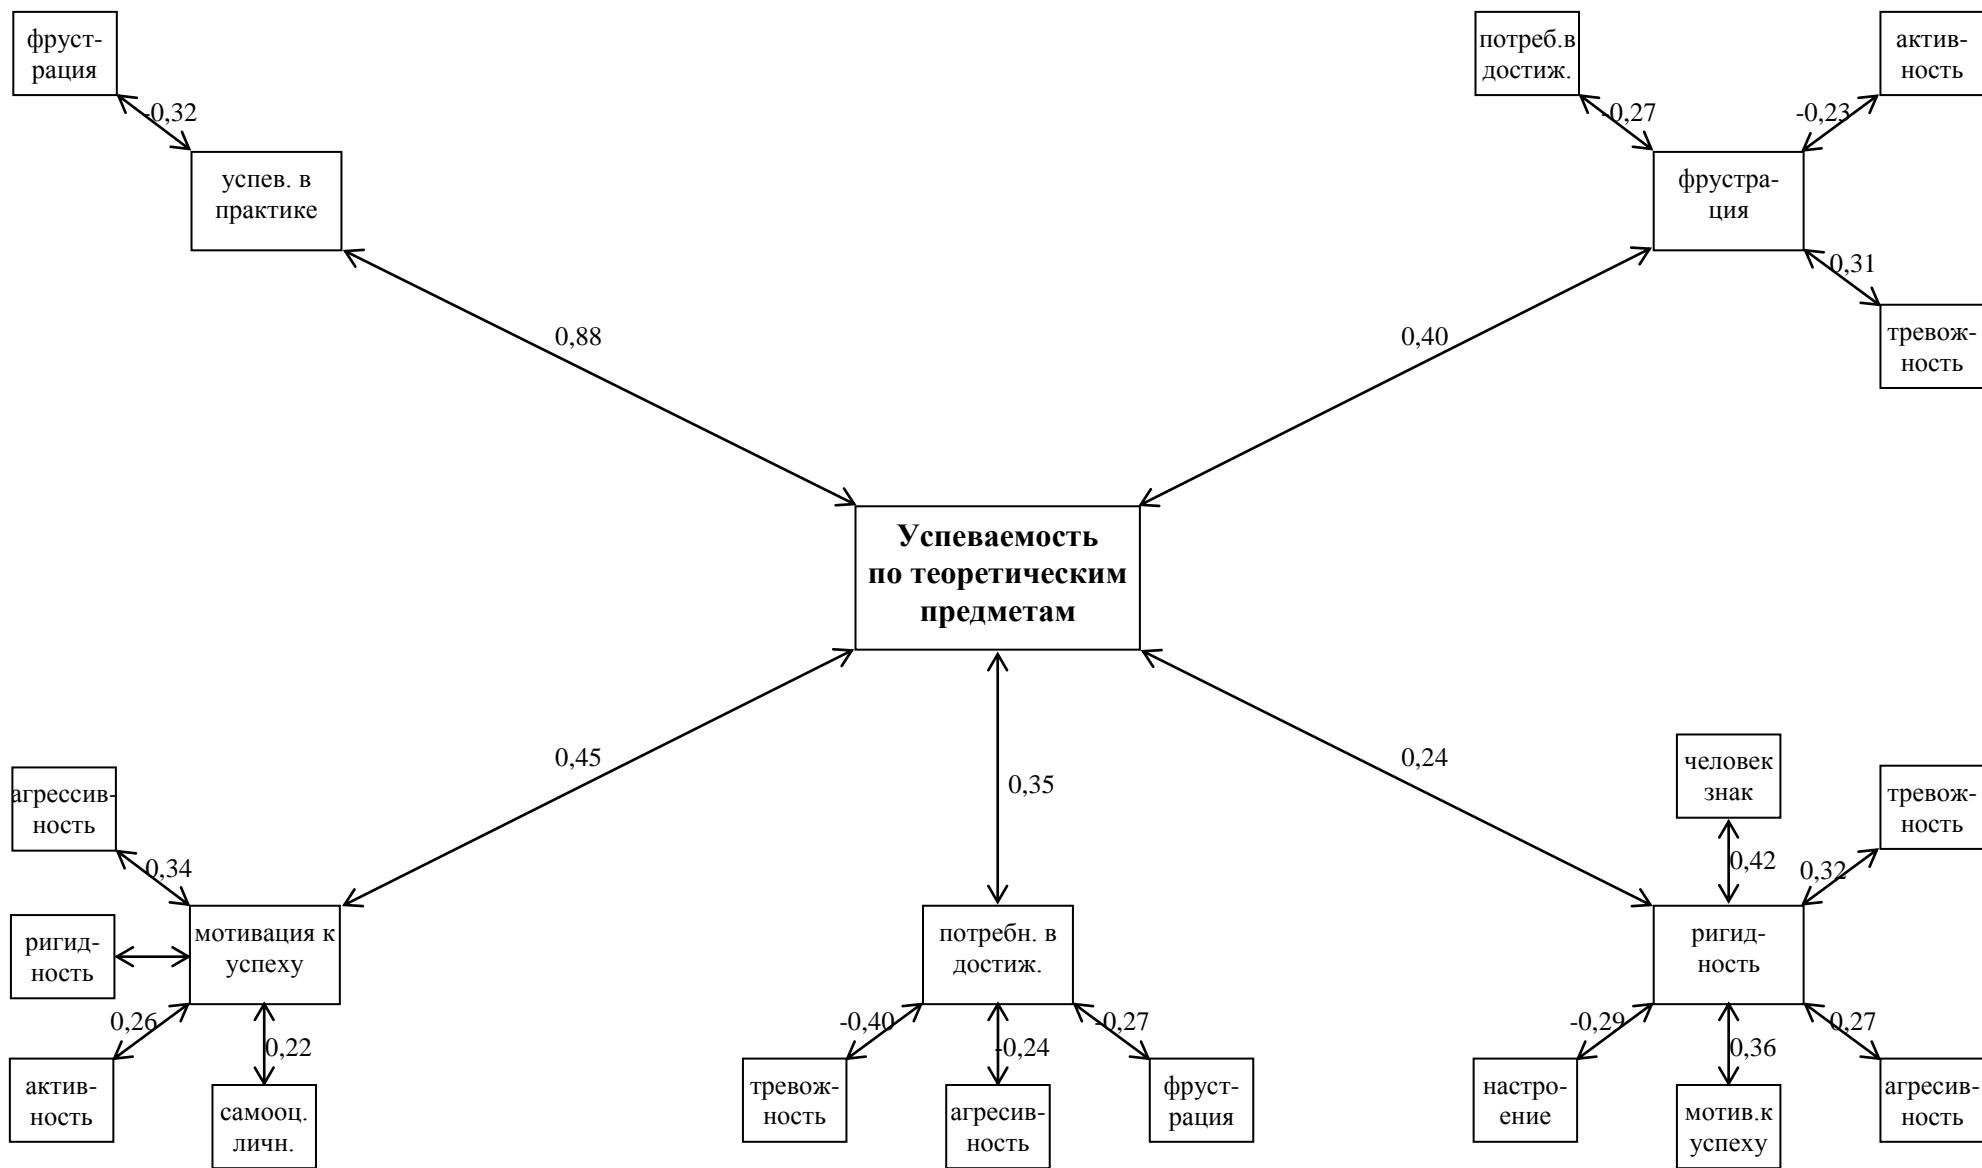 фруст-
рация
-0,32
успев. в
практике
0,88
потреб.в
достиж.
-0,27
актив-
ность
-0,23
фрустра-
ция
0,31
тревож-
ность
0,40
Успеваемость
по теоретическим
предметам
0,45
0,35
0,24
агрессив-
ность
0,34
ригид-
ность
мотивация к
успеху
0,26
0,22
актив-
ность
самооц.
личн.
потребн. в
достиж.
-0,40
-0,24
-0,27
тревож-
ность
агресив-
ность
фруст-
рация
человек
знак
0,42
тревож-
ность
0,32
ригид-
ность
-0,29
0,36
0,27
настро-
ение
мотив.к
успеху
агресив-
ность